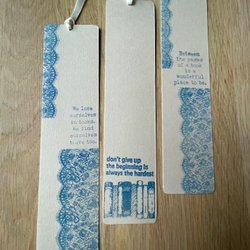 We lose
ourselves
in books.
We find
ourselves
there too.
don't give up
the beginning is
always the hardest
Between
the pages
of a book
is a
wonderful
place to be.